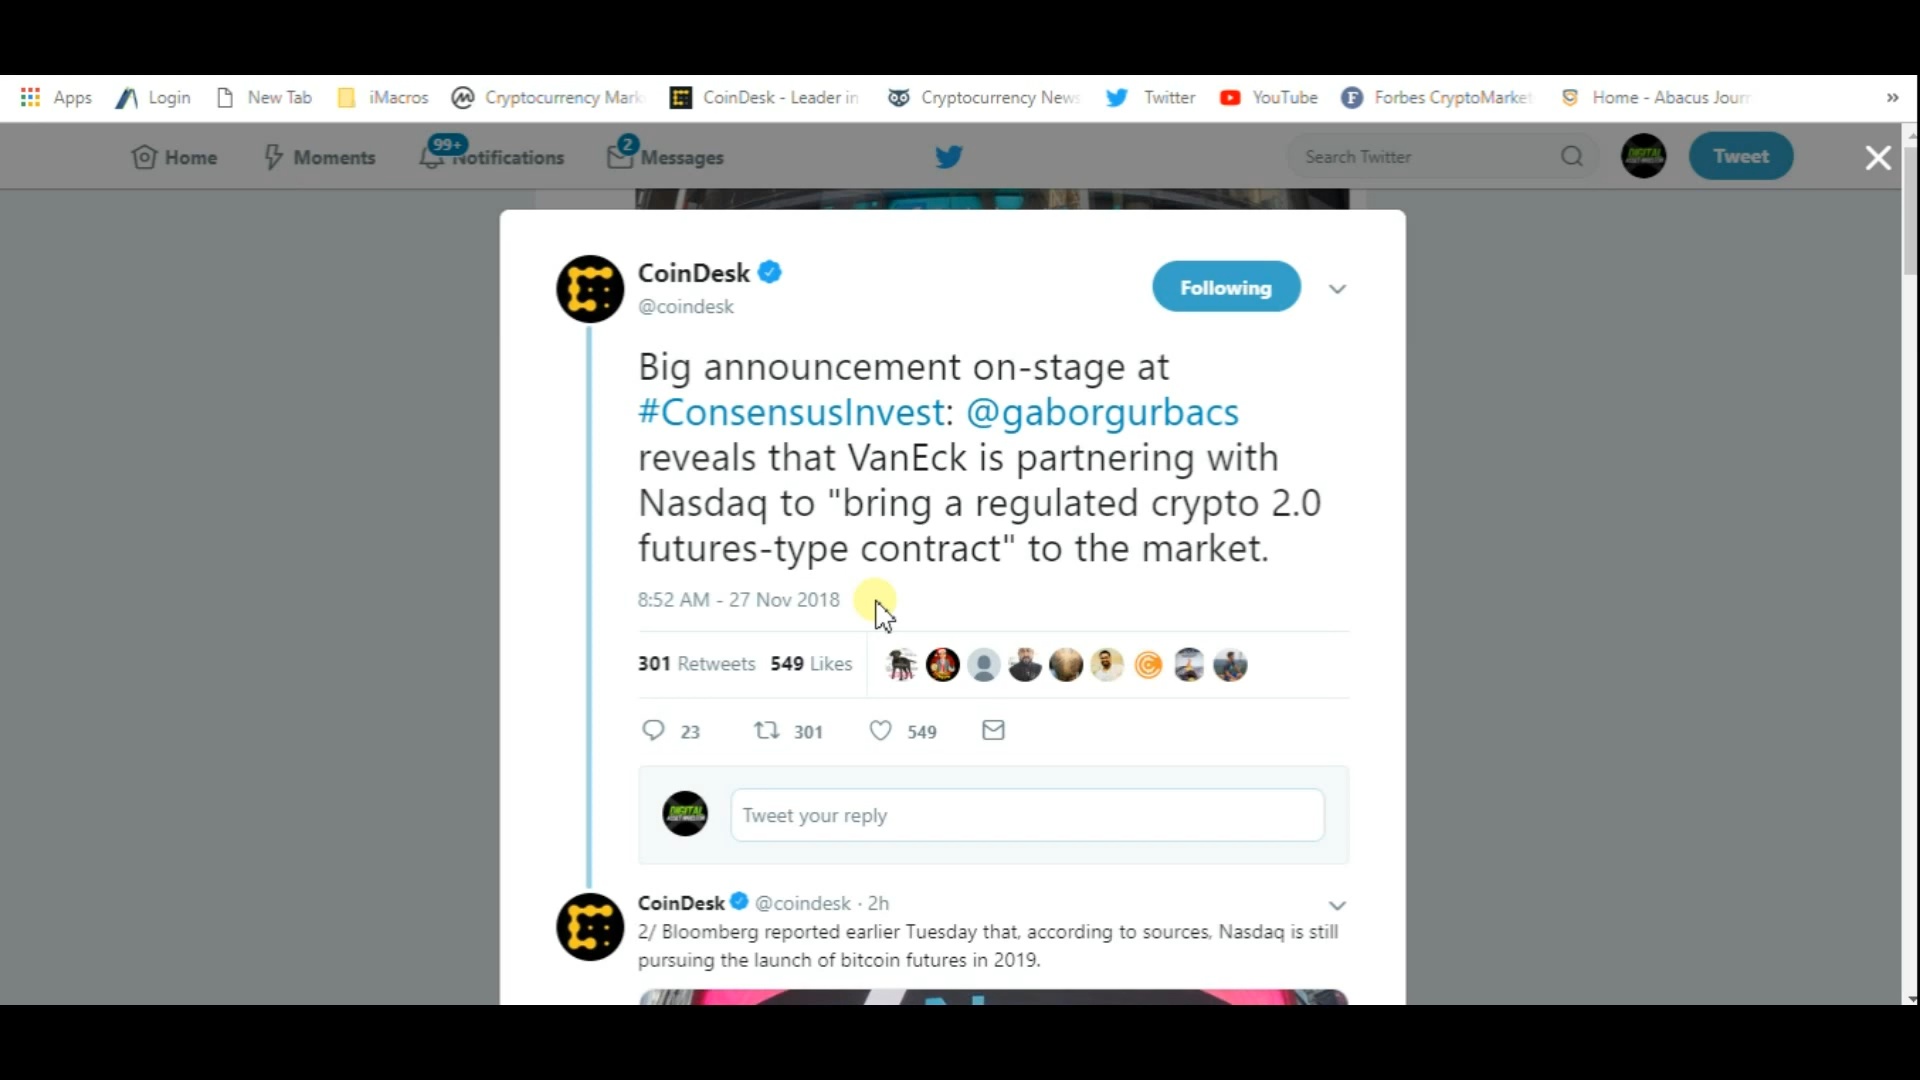 Apps Login New Tab iMacros Cryptocurrency Mark CoinDesk - Leader in Cryptocurrency News Twitter YouTube Forbes CryptoMarket Home - Abacus Journ »
Home Moments 99+ Notifications 2 Messages Search Twitter Tweet
CoinDesk
@coindesk
Following
Big announcement on-stage at
#ConsensusInvest: @gaborgurbacs
reveals that VanEck is partnering with
Nasdaq to "bring a regulated crypto 2.0
futures-type contract" to the market.
8:52 AM - 27 Nov 2018
301 Retweets 549 Likes
23 301 549
DIGITAL
Tweet your reply
CoinDesk @coindesk · 2h
2/ Bloomberg reported earlier Tuesday that, according to sources, Nasdaq is still
pursuing the launch of bitcoin futures in 2019.